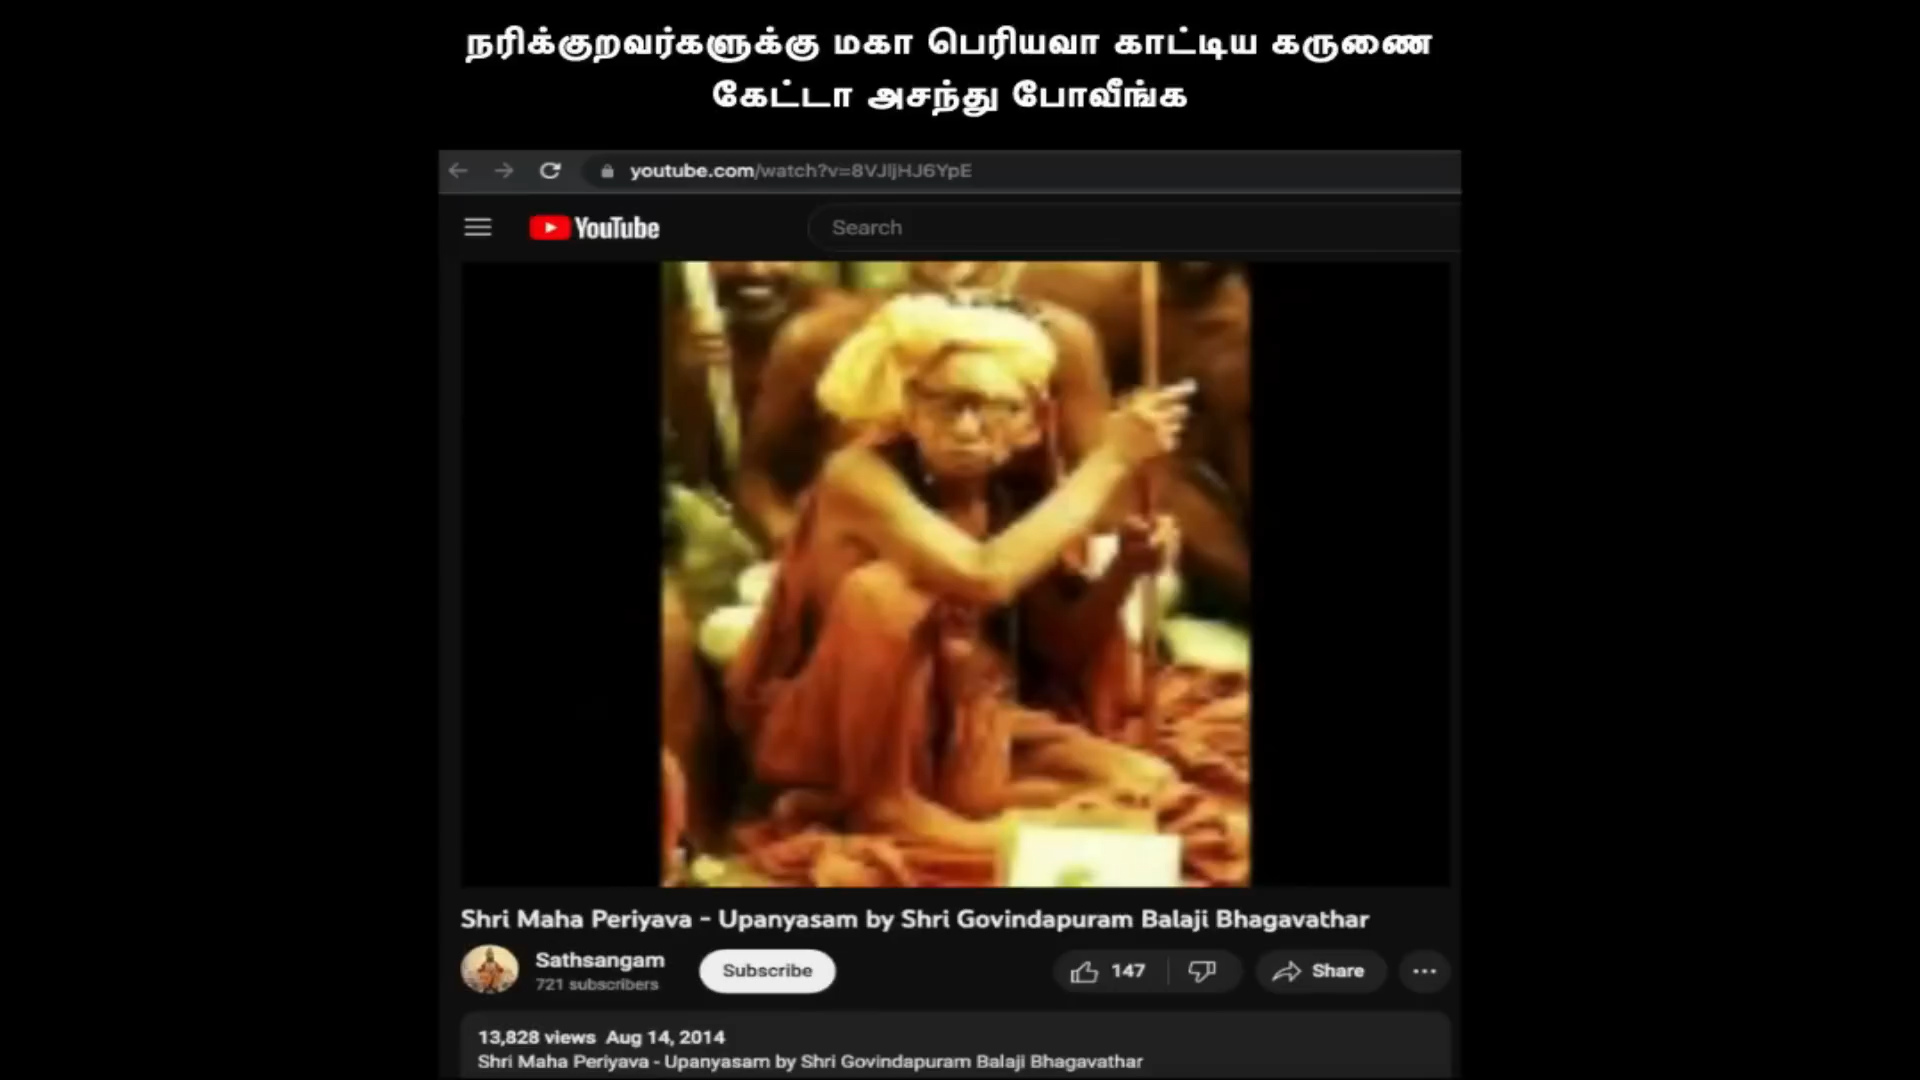 நரிக்குறவர்களுக்கு மகா பெரியவா காட்டிய கருணை
கேட்டா அசந்து போவீங்க
youtube.com/watch?v=8VJljHJ6YpE
YouTube
Search
Shri Maha Periyava - Upanyasam by Shri Govindapuram Balaji Bhagavathar
Sathsangam
721 subscribers
Subscribe
147
Share
13,828 views Aug 14, 2014
Shri Maha Periyava - Upanyasam by Shri Govindapuram Balaji Bhagavathar